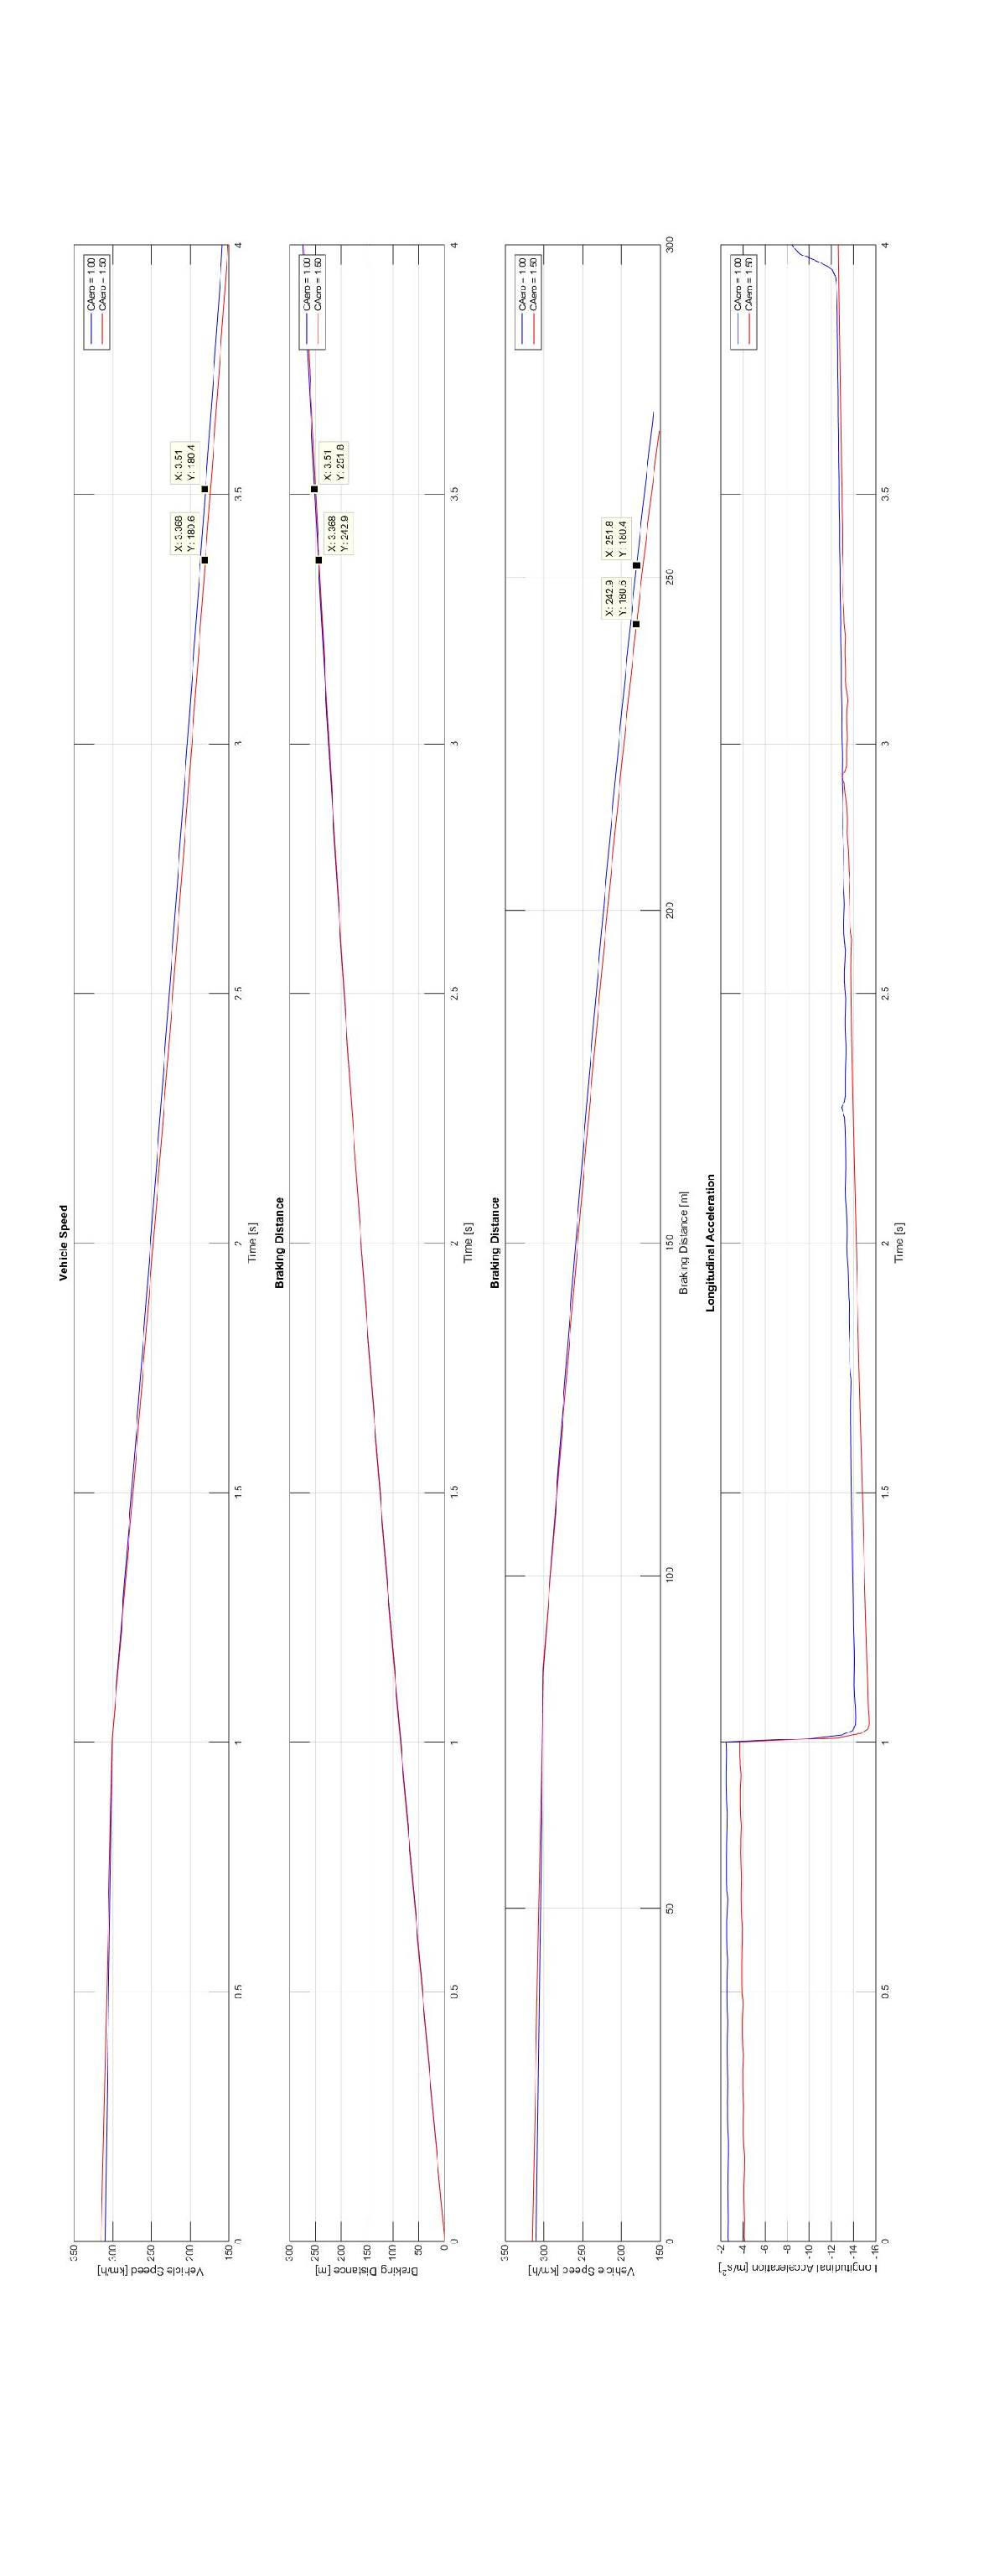 Vehicle Speed
Vehicle Speed [km/h]
350
300
250
200
150
0
0.5
1
1.5
2
2.5
3
3.5
4
Time [s]
CAero = 1.00
CAero = 1.50
X: 3.368
Y: 180.6
X: 3.51
Y: 180.4
Braking Distance
Braking Distance [m]
300
250
200
150
100
50
0
0
0.5
1
1.5
2
2.5
3
3.5
4
Time [s]
CAero = 1.00
CAero = 1.50
X: 3.368
Y: 242.9
X: 3.51
Y: 251.8
Braking Distance
Vehicle Speed [km/h]
350
300
250
200
150
0
50
100
150
200
250
300
Braking Distance [m]
CAero = 1.00
CAero = 1.50
X: 242.9
Y: 180.6
X: 251.8
Y: 180.4
Longitudinal Acceleration
Longitudinal Acceleration [m/s²]
-2
-4
-6
-8
-10
-12
-14
-16
0
0.5
1
1.5
2
2.5
3
3.5
4
Time [s]
CAero = 1.00
CAero = 1.50